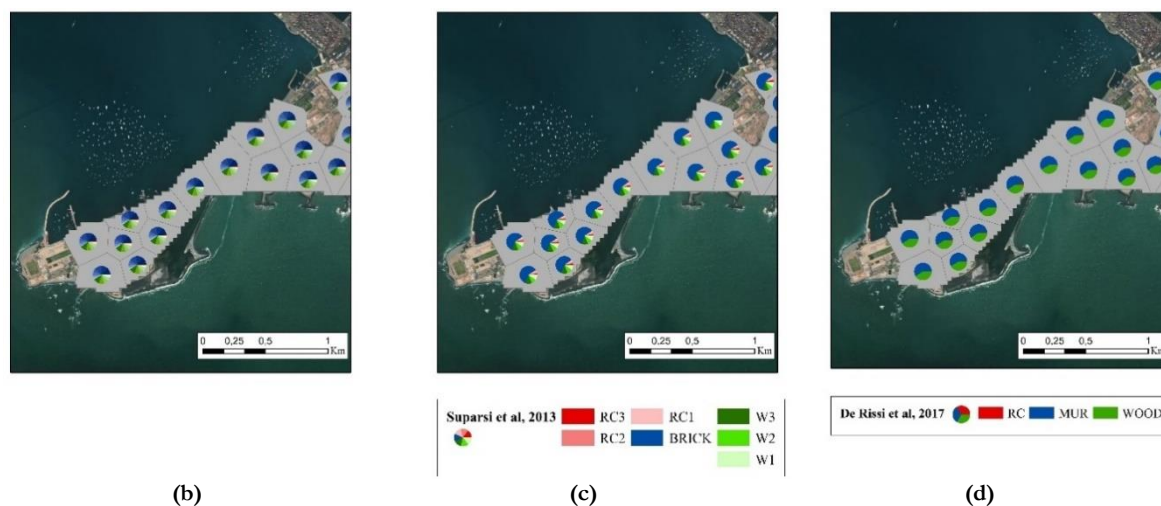 0 0,25 0,5 1
Km
0 0,25 0,5 1
Km
0 0,25 0,5 1
Km
Suparsi et al, 2013
RC3 RC1 W3
RC2 BRICK W2
W1
De Rissi et al, 2017 RC MUR WOOD
(b) (c) (d)